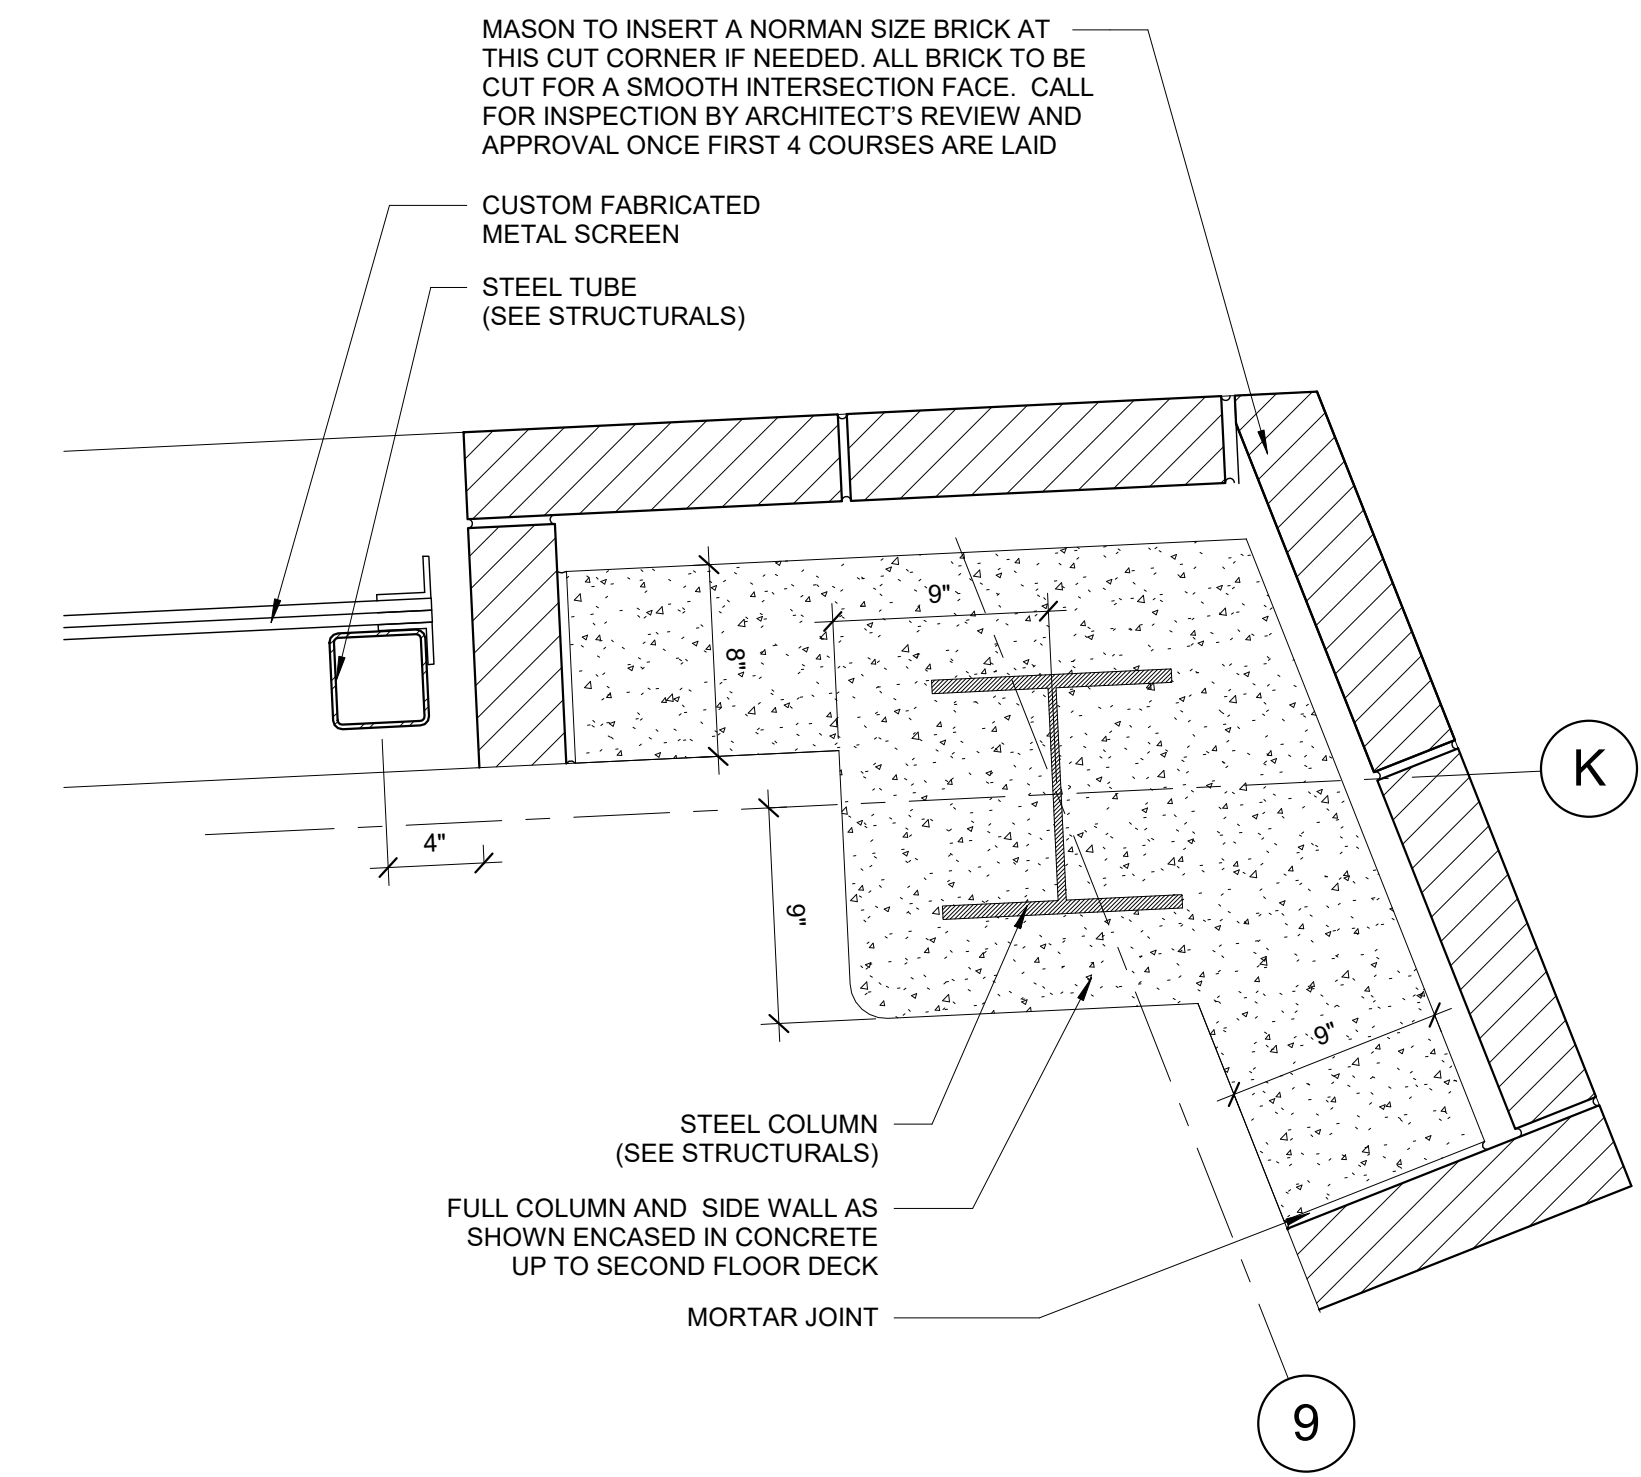 MASON TO INSERT A NORMAN SIZE BRICK AT
THIS CUT CORNER IF NEEDED. ALL BRICK TO BE
CUT FOR A SMOOTH INTERSECTION FACE.  CALL
FOR INSPECTION BY ARCHITECT'S REVIEW AND
APPROVAL ONCE FIRST 4 COURSES ARE LAID
CUSTOM FABRICATED
METAL SCREEN
STEEL TUBE
(SEE STRUCTURALS)
9"
8"
K
4"
9"
9"
STEEL COLUMN
(SEE STRUCTURALS)
FULL COLUMN AND  SIDE WALL AS
SHOWN ENCASED IN CONCRETE
UP TO SECOND FLOOR DECK
MORTAR JOINT
9